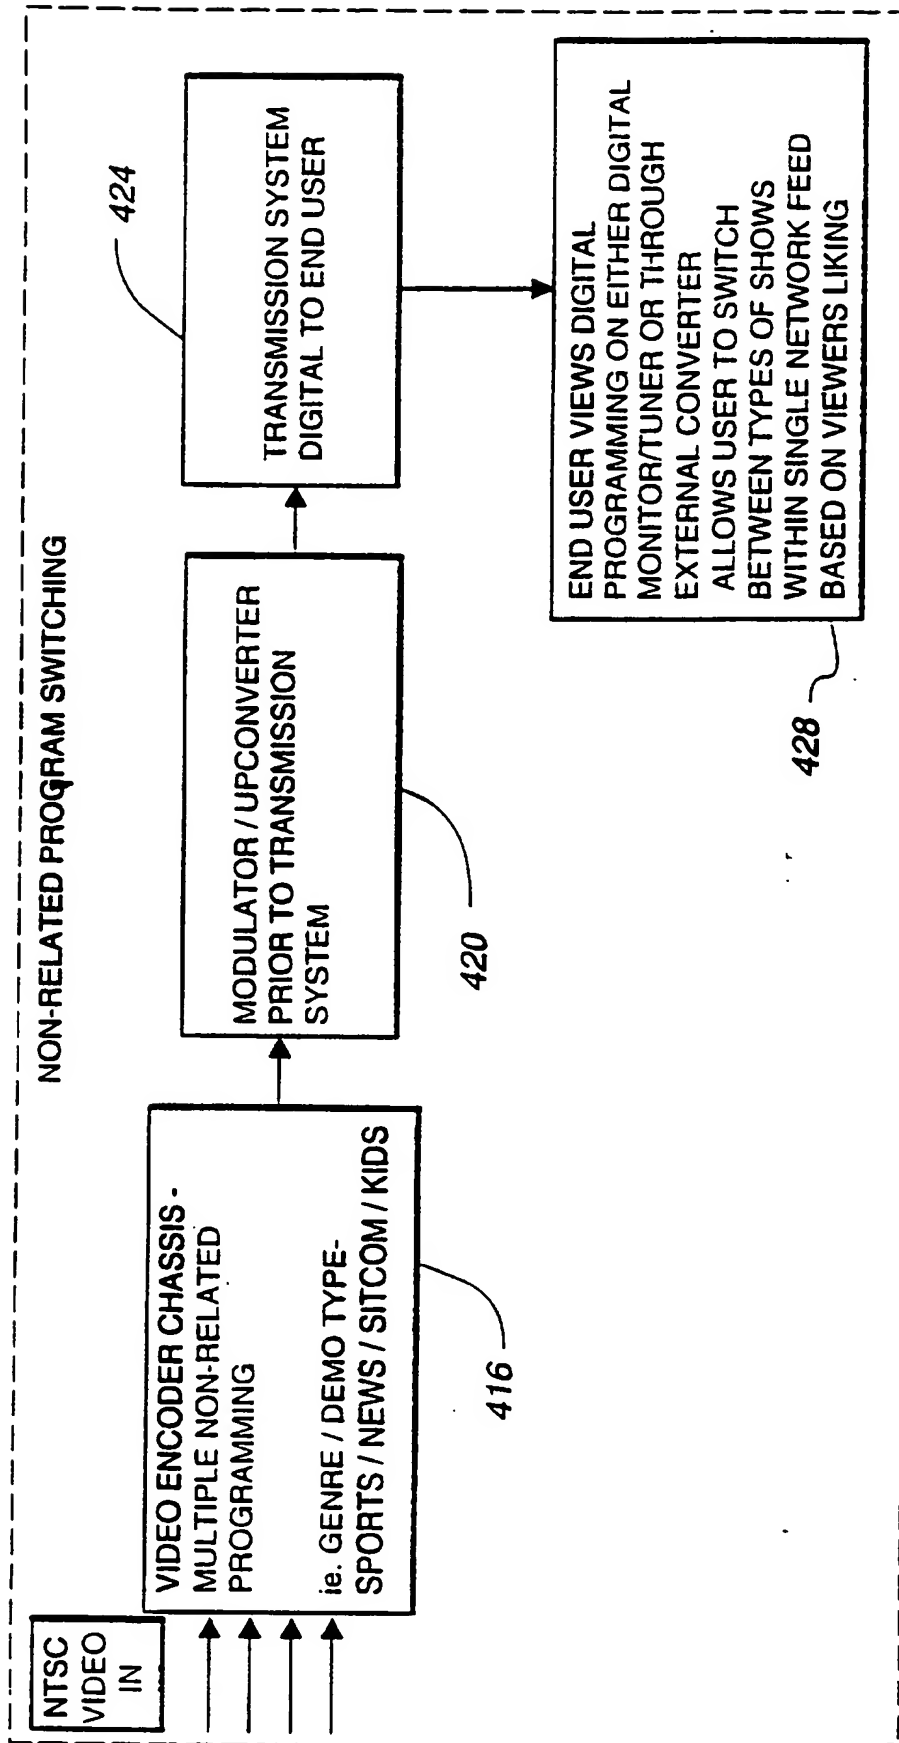 NON-RELATED PROGRAM SWITCHING
NTSC
VIDEO
IN
VIDEO ENCODER CHASSIS -
MULTIPLE NON-RELATED
PROGRAMMING
ie. GENRE / DEMO TYPE-
SPORTS / NEWS / SITCOM / KIDS
416
MODULATOR / UPCONVERTER
PRIOR TO TRANSMISSION
SYSTEM
420
TRANSMISSION SYSTEM
DIGITAL TO END USER
424
END USER VIEWS DIGITAL
PROGRAMMING ON EITHER DIGITAL
MONITOR/TUNER OR THROUGH
EXTERNAL CONVERTER
ALLOWS USER TO SWITCH
BETWEEN TYPES OF SHOWS
WITHIN SINGLE NETWORK FEED
BASED ON VIEWERS LIKING
428